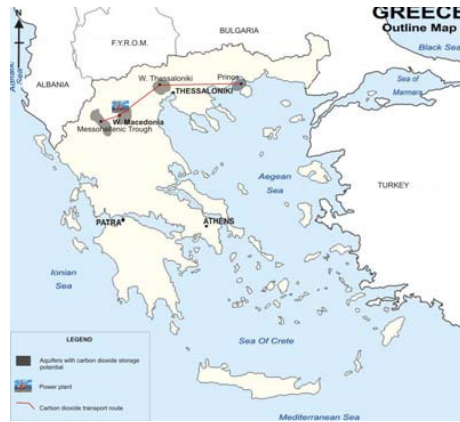 GREECE
Outline Map
N
BULGARIA
F.Y.R.O.M.
Black Sea
Adriatic Sea
ALBANIA
W. Thessaloniki
Prinos
Sea of
Marmara
THESSALONIKI
W. Macedonia
Messohellenic Trough
Aegean
Sea
TURKEY
PATRA
ATHENS
Ionian
Sea
LEGEND
Aquifers with carbon dioxide storage
potential
Power plant
Carbon dioxide transport route
Sea Of Crete
Mediterranean Sea